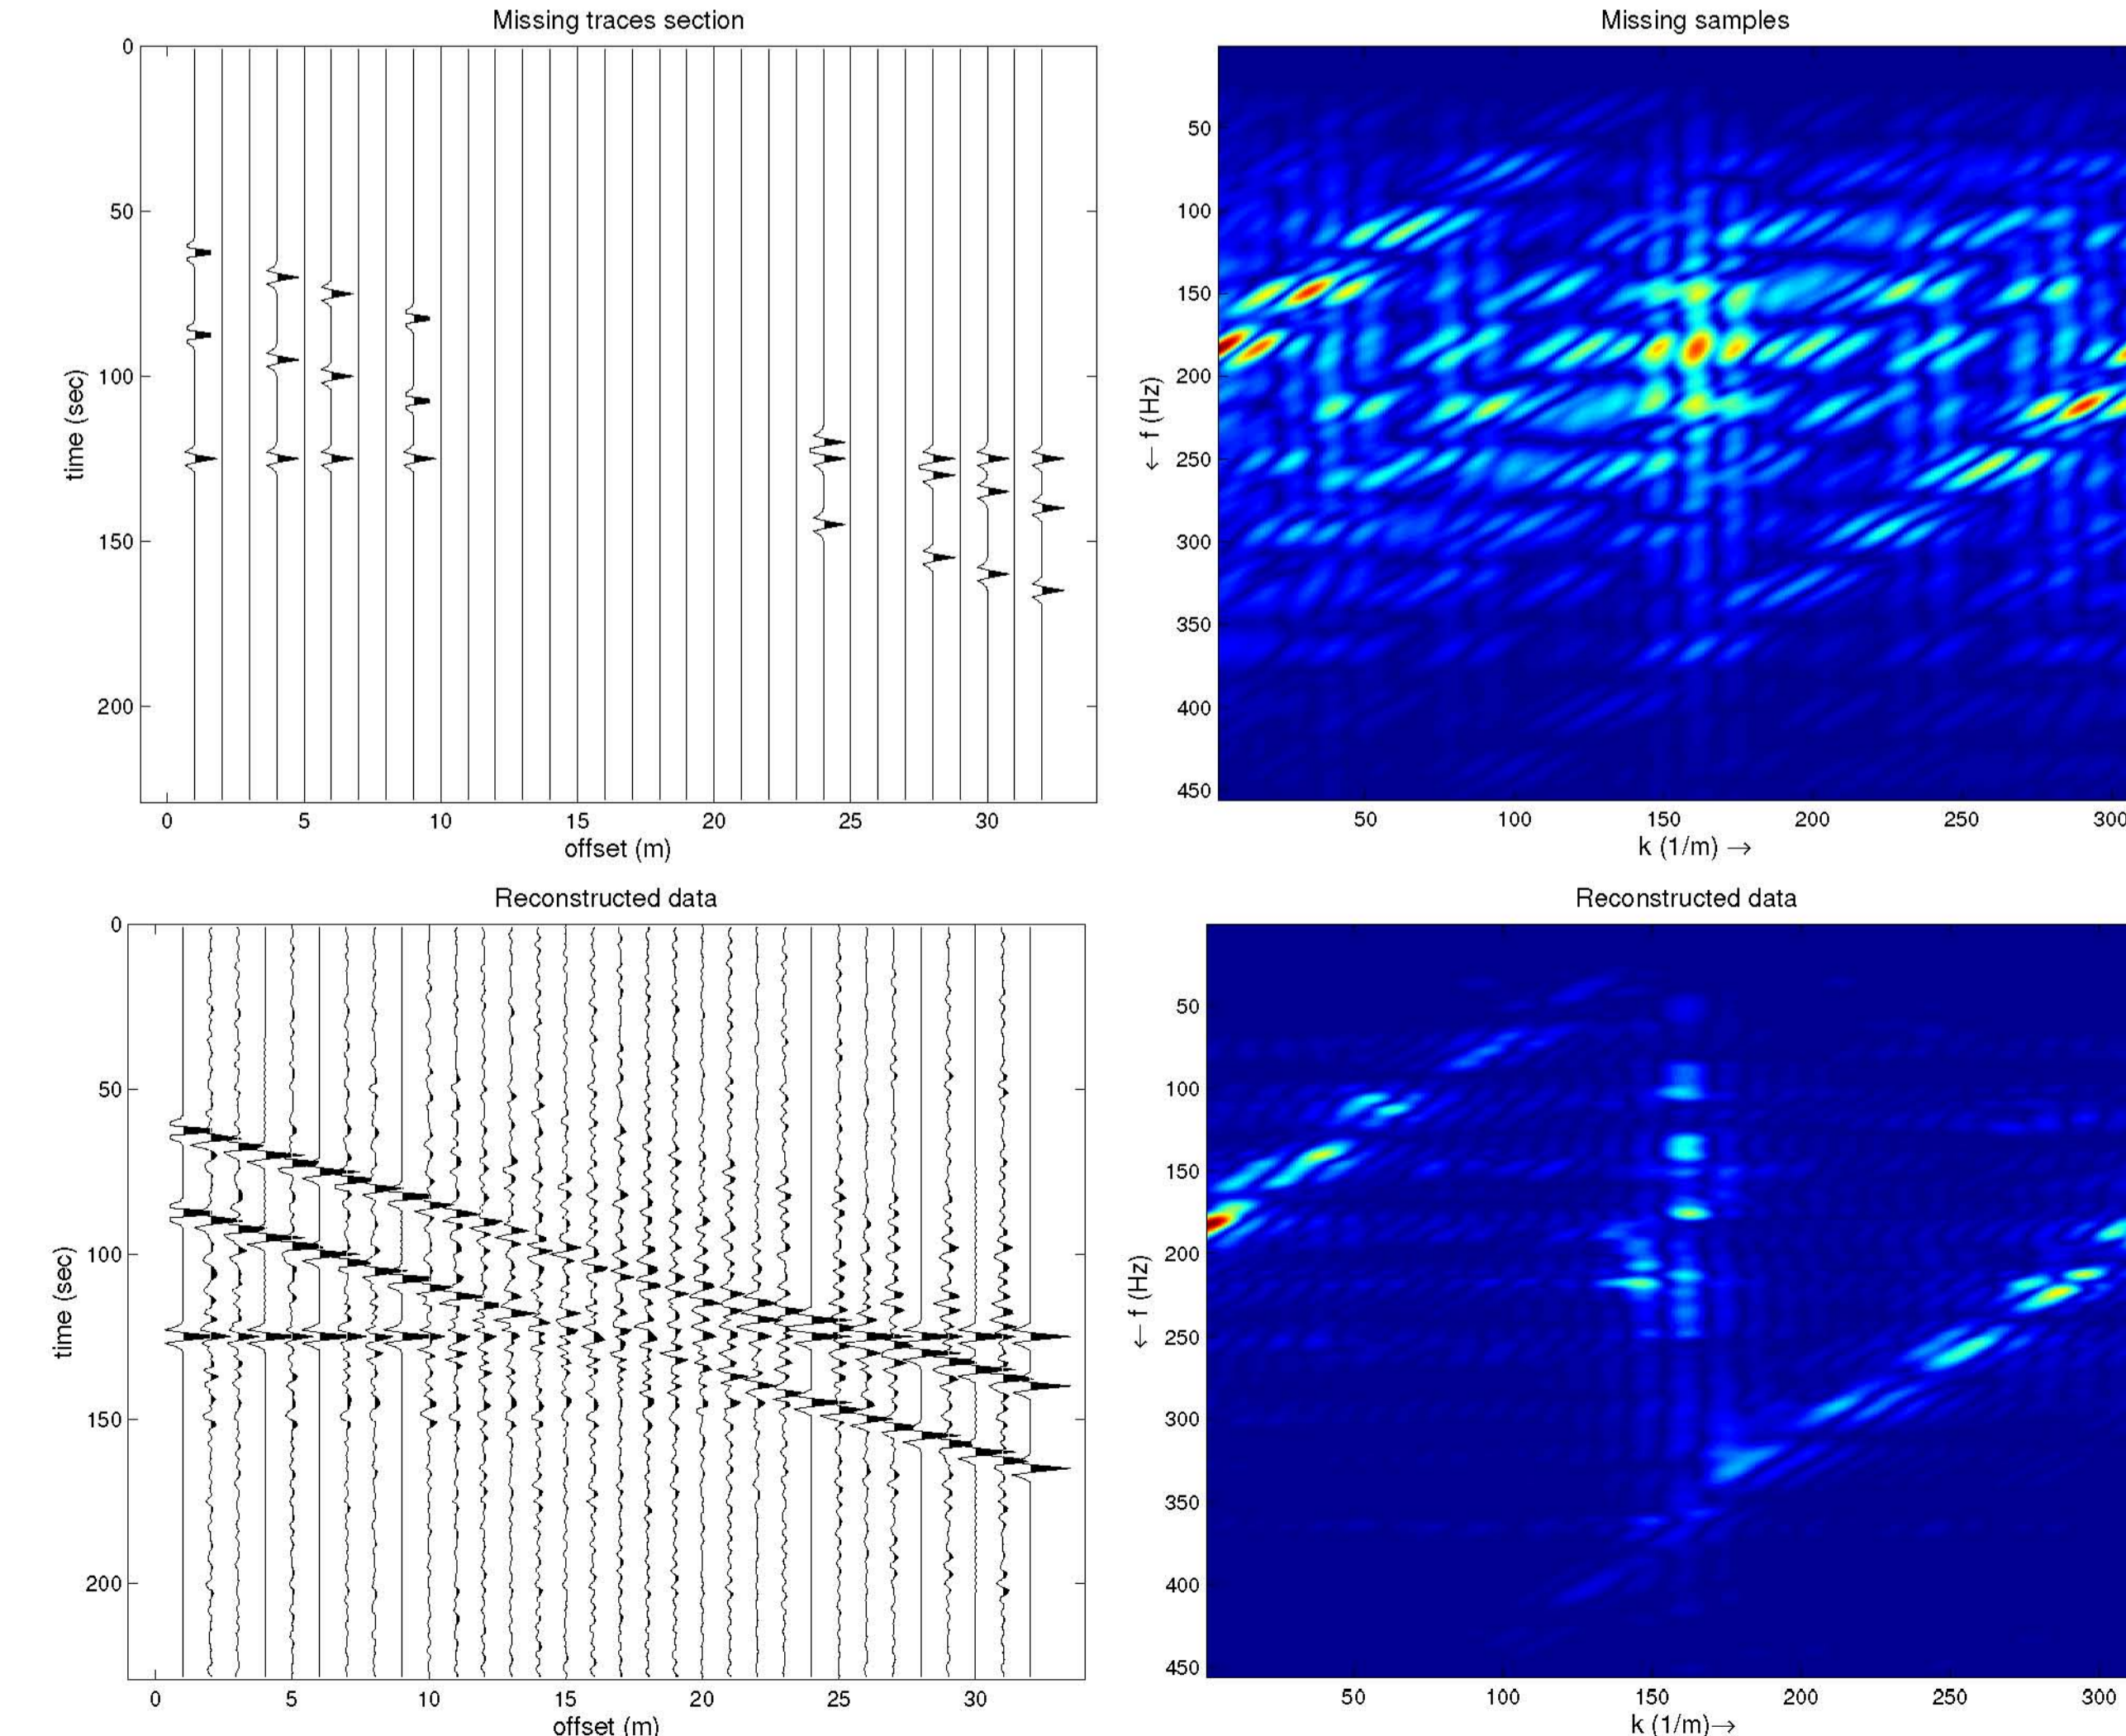 Missing traces section
0
50
100
150
200
time (sec)
0 5 10 15 20 25 30
offset (m)
Missing samples
50
100
150
200
250
300
350
400
450
← f (Hz)
50 100 150 200 250 300
k (1/m) →
Reconstructed data
0
50
100
150
200
time (sec)
0 5 10 15 20 25 30
offset (m)
Reconstructed data
50
100
150
200
250
300
350
400
450
← f (Hz)
50 100 150 200 250 300
k (1/m)→